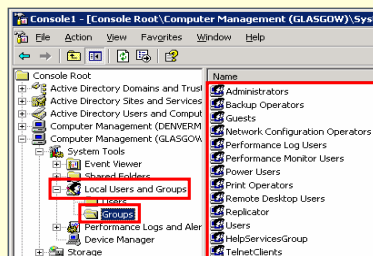 Console1 - [Console Root\Computer Management (GLASGOW)\Sys
File Action View Favorites Window Help
Console Root
Active Directory Domains and Trus
Active Directory Sites and Services
Active Directory Users and Comput
Computer Management (DENVERM
Computer Management (GLASGOW
System Tools
Event Viewer
Shared Folders
Local Users and Groups
Users
Groups
Performance Logs and Aler
Device Manager
Storage
Name
Administrators
Backup Operators
Guests
Network Configuration Operators
Performance Log Users
Performance Monitor Users
Power Users
Print Operators
Remote Desktop Users
Replicator
Users
HelpServicesGroup
TelnetClients